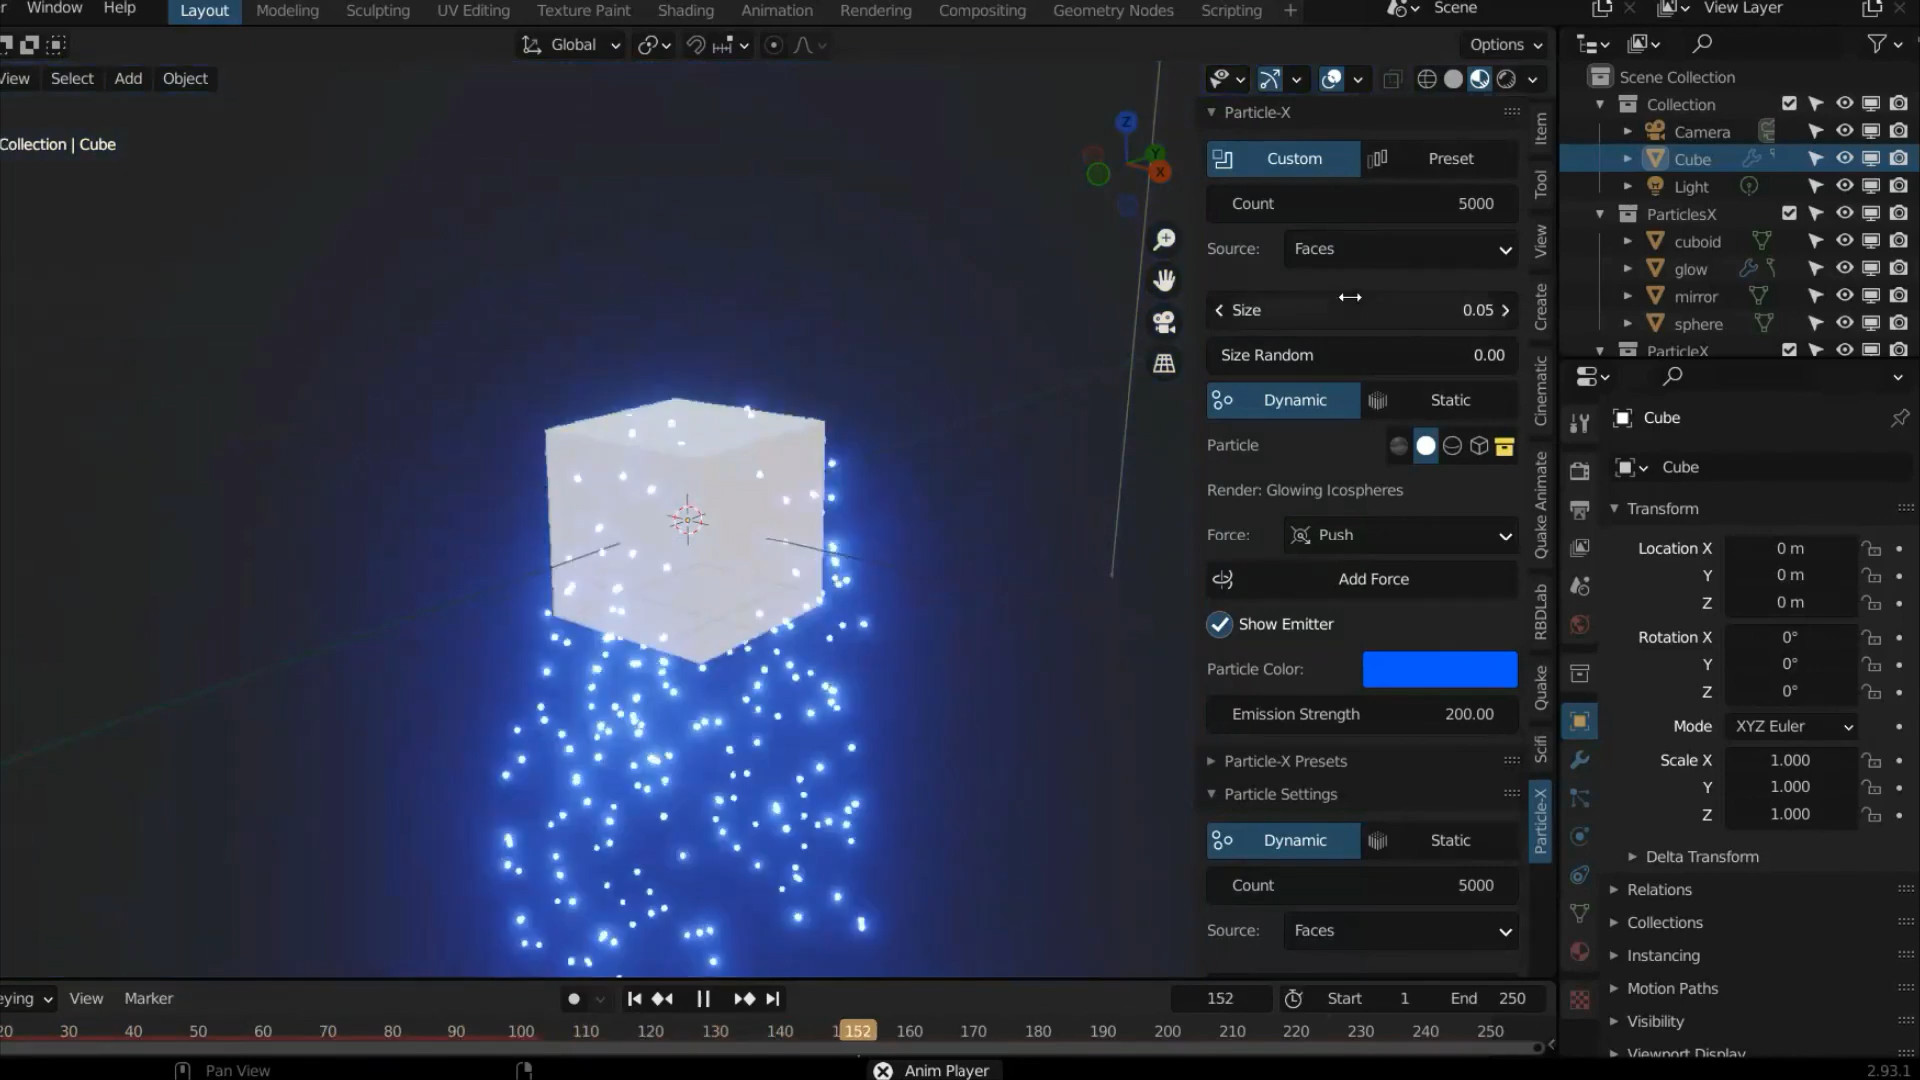 Window Help Layout Modeling Sculpting UV Editing Texture Paint Shading Animation Rendering Compositing Geometry Nodes Scripting + Scene View Layer
Global Options
View Select Add Object
Collection | Cube
Z
Y
X
Particle-X
Custom Preset
Count 5000
Source: Faces
Size 0.05
Size Random 0.00
Dynamic Static
Particle
Render: Glowing Icospheres
Force: Push
Add Force
Show Emitter
Particle Color:
Emission Strength 200.00
Particle-X Presets
Particle Settings
Dynamic Static
Count 5000
Source: Faces
Item
Tool
View
Create
Cinematic
Quake Animate
RBDLab
Quake
Scifi
Particle-X
Scene Collection
Collection
Camera
Cube
Light
ParticlesX
cuboid
glow
mirror
sphere
ParticleX
Cube
Cube
Transform
Location X 0 m
Y 0 m
Z 0 m
Rotation X 0°
Y 0°
Z 0°
Mode XYZ Euler
Scale X 1.000
Y 1.000
Z 1.000
Delta Transform
Relations
Collections
Instancing
Motion Paths
Visibility
Viewport Display
eying View Marker 152 Start 1 End 250
20 30 40 50 60 70 80 90 100 110 120 130 140 152 160 170 180 190 200 210 220 230 240 250
Pan View Anim Player 2.93.1